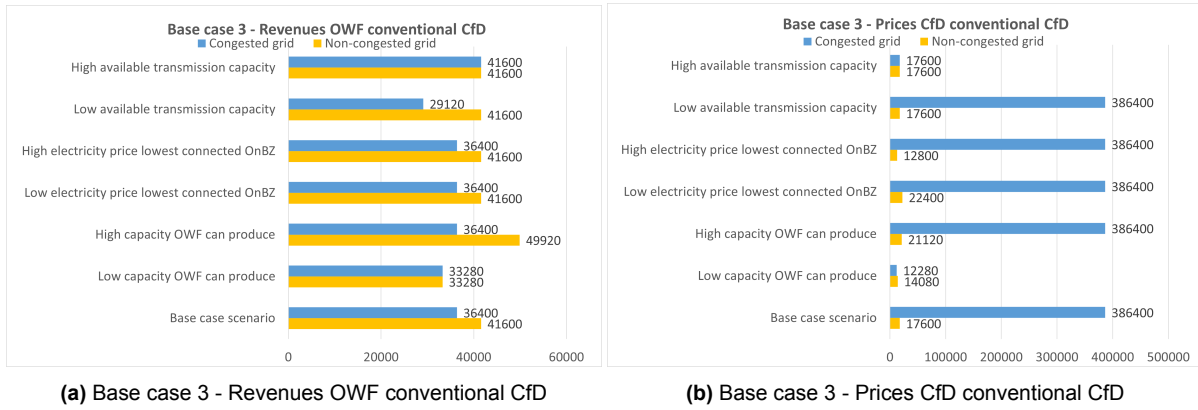 Base case 3 - Revenues OWF conventional CfD
Congested grid Non-congested grid
High available transmission capacity
41600
41600
Low available transmission capacity
29120
41600
High electricity price lowest connected OnBZ
36400
41600
Low electricity price lowest connected OnBZ
36400
41600
High capacity OWF can produce
36400
49920
Low capacity OWF can produce
33280
33280
Base case scenario
36400
41600
0 20000 40000 60000
(a) Base case 3 - Revenues OWF conventional CfD
Base case 3 - Prices CfD conventional CfD
Congested grid Non-congested grid
High available transmission capacity
17600
17600
Low available transmission capacity
386400
17600
High electricity price lowest connected OnBZ
386400
12800
Low electricity price lowest connected OnBZ
386400
22400
High capacity OWF can produce
386400
21120
Low capacity OWF can produce
12280
14080
Base case scenario
386400
17600
0 100000 200000 300000 400000 500000
(b) Base case 3 - Prices CfD conventional CfD